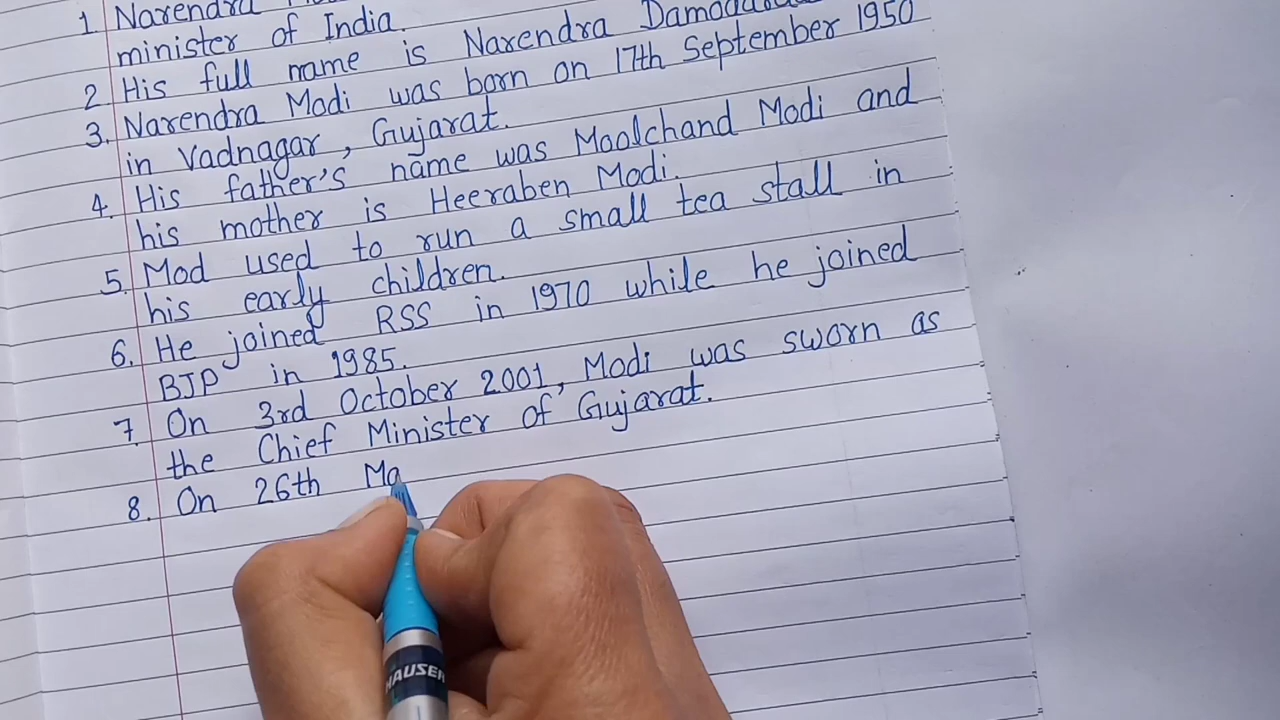 1. Narendra
minister of India.
2 His full name is Narendra
3. Narendra Modi was born on 17th September 1950
in Vadnagar, Gujarat.
4. His father's name was Moolchand Modi and
his mother is Heeraben Modi.
5. Mod used to run a small tea stall in
his early children.
6. He joined RSS in 1970 while he joined
BJP in 1985.
7. On 3rd October 2001, Modi was sworn as
the Chief Minister of Gujarat.
8. On 26th Ma
HAUSER